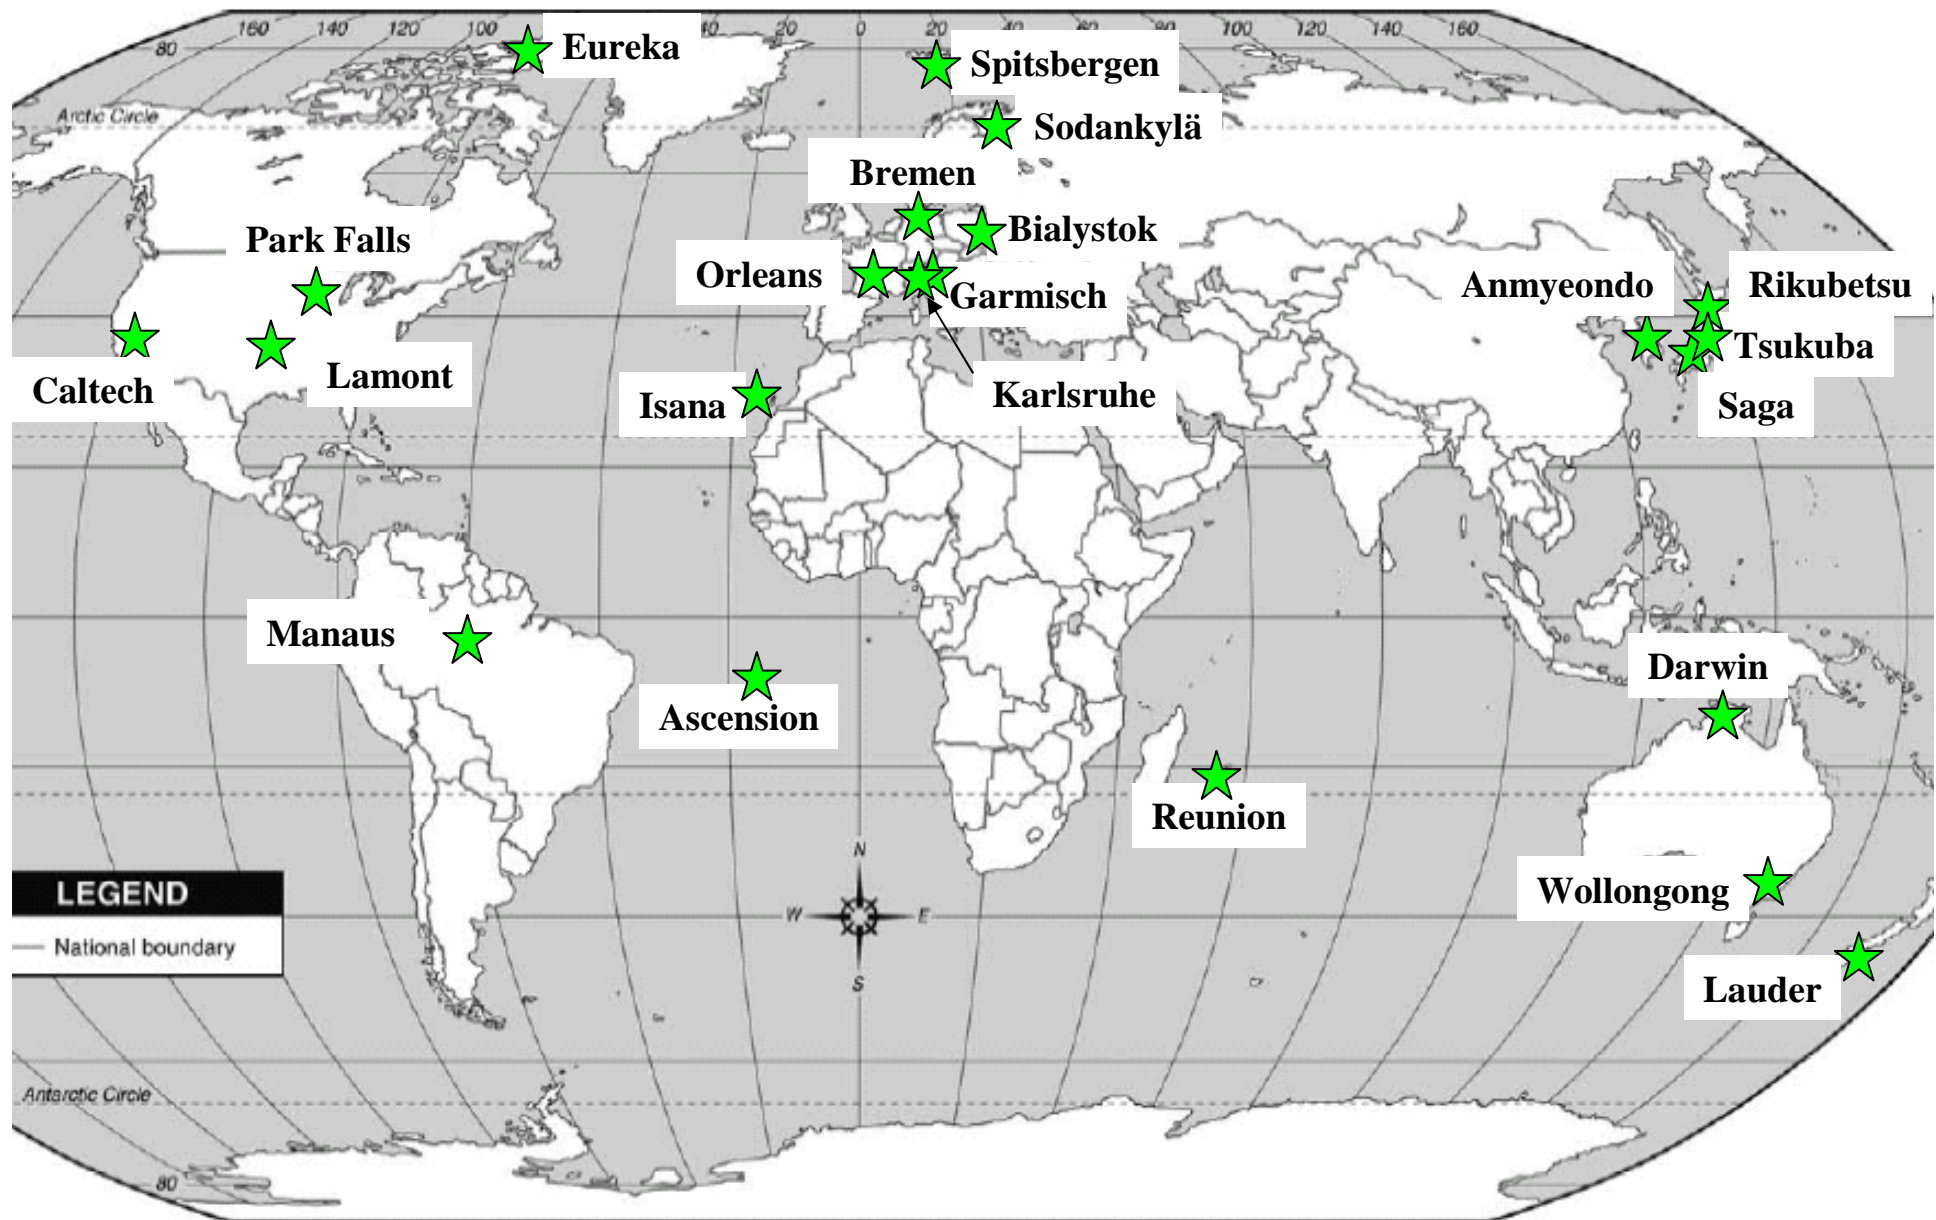 160 120 100 40 0 20 40 60 80 100 120 140 160
80
Eureka
Spitsbergen
Arctic Circle
Sodankylä
Bremen
Park Falls
Bialystok
Orleans
Garmisch
Anmyeondo
Rikubetsu
Tsukuba
Caltech
Lamont
Isana
Karlsruhe
Saga
Manaus
Darwin
Ascension
Reunion
N
W E
S
LEGEND
National boundary
Wollongong
Lauder
Antarctic Circle
80